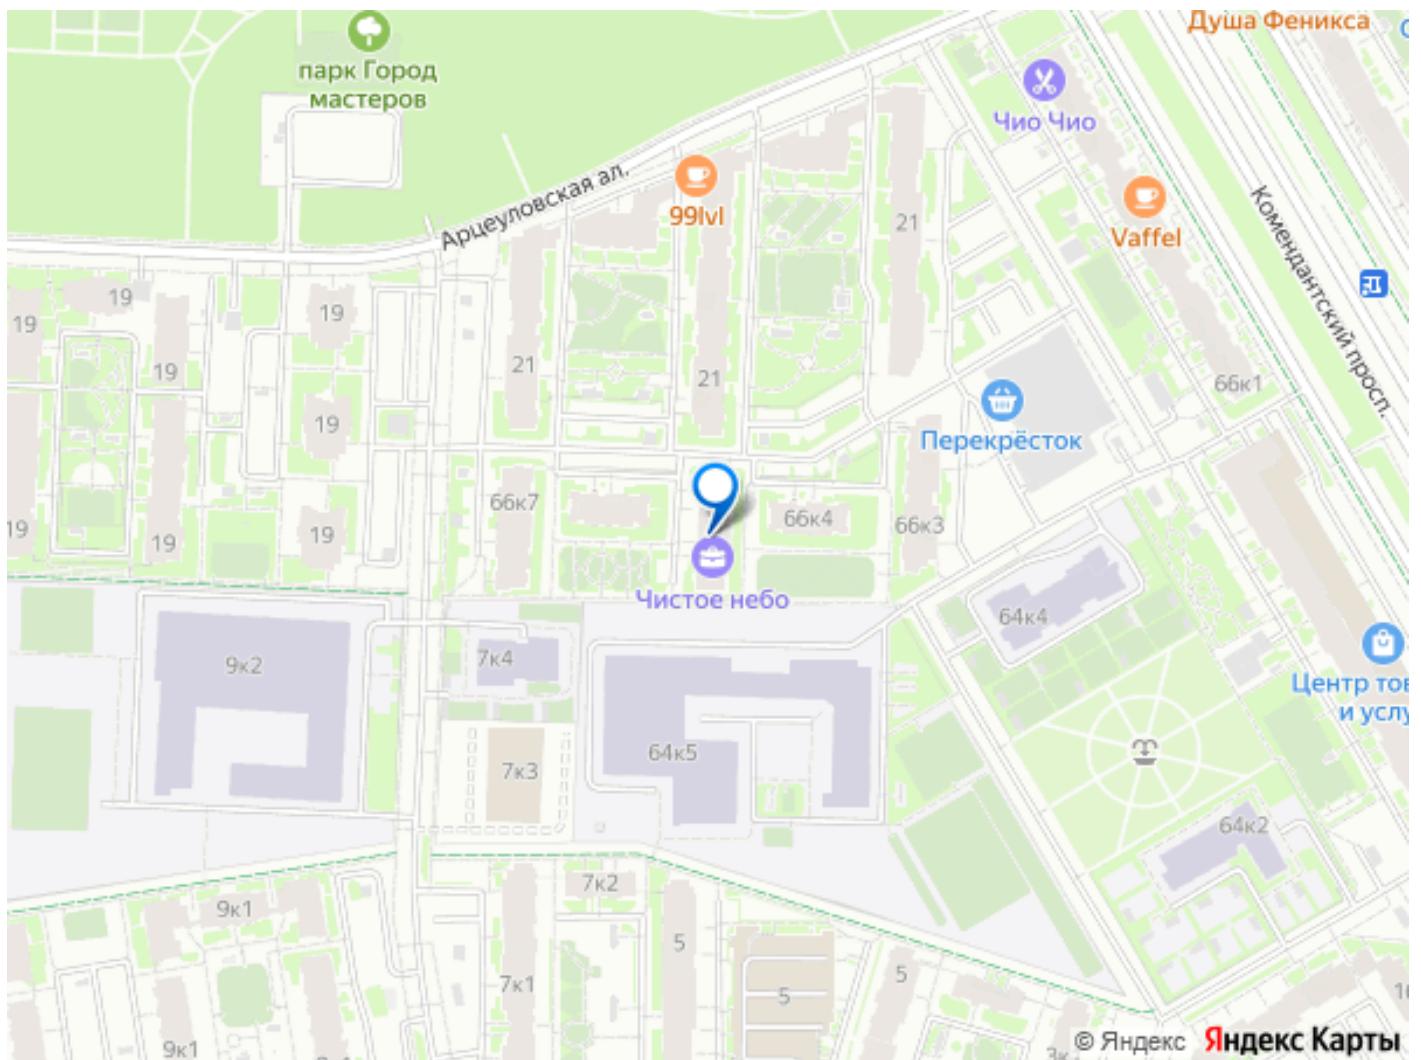 Душа Феникса
парк Город
мастеров
Чио Чио
Арцеуловская ал.
99lvl
Vaffel
21
Комендантский просп.
19
19
19
19
21
21
66к1
19
Перекрёсток
66к7
66к4
66к3
19
19
19
Чистое небо
64к4
7к4
9к2
Центр тов
и услу
64к5
7к3
64к2
7к2
9к1
5
5
7к1
5
9к1
© Яндекс Яндекс Карты